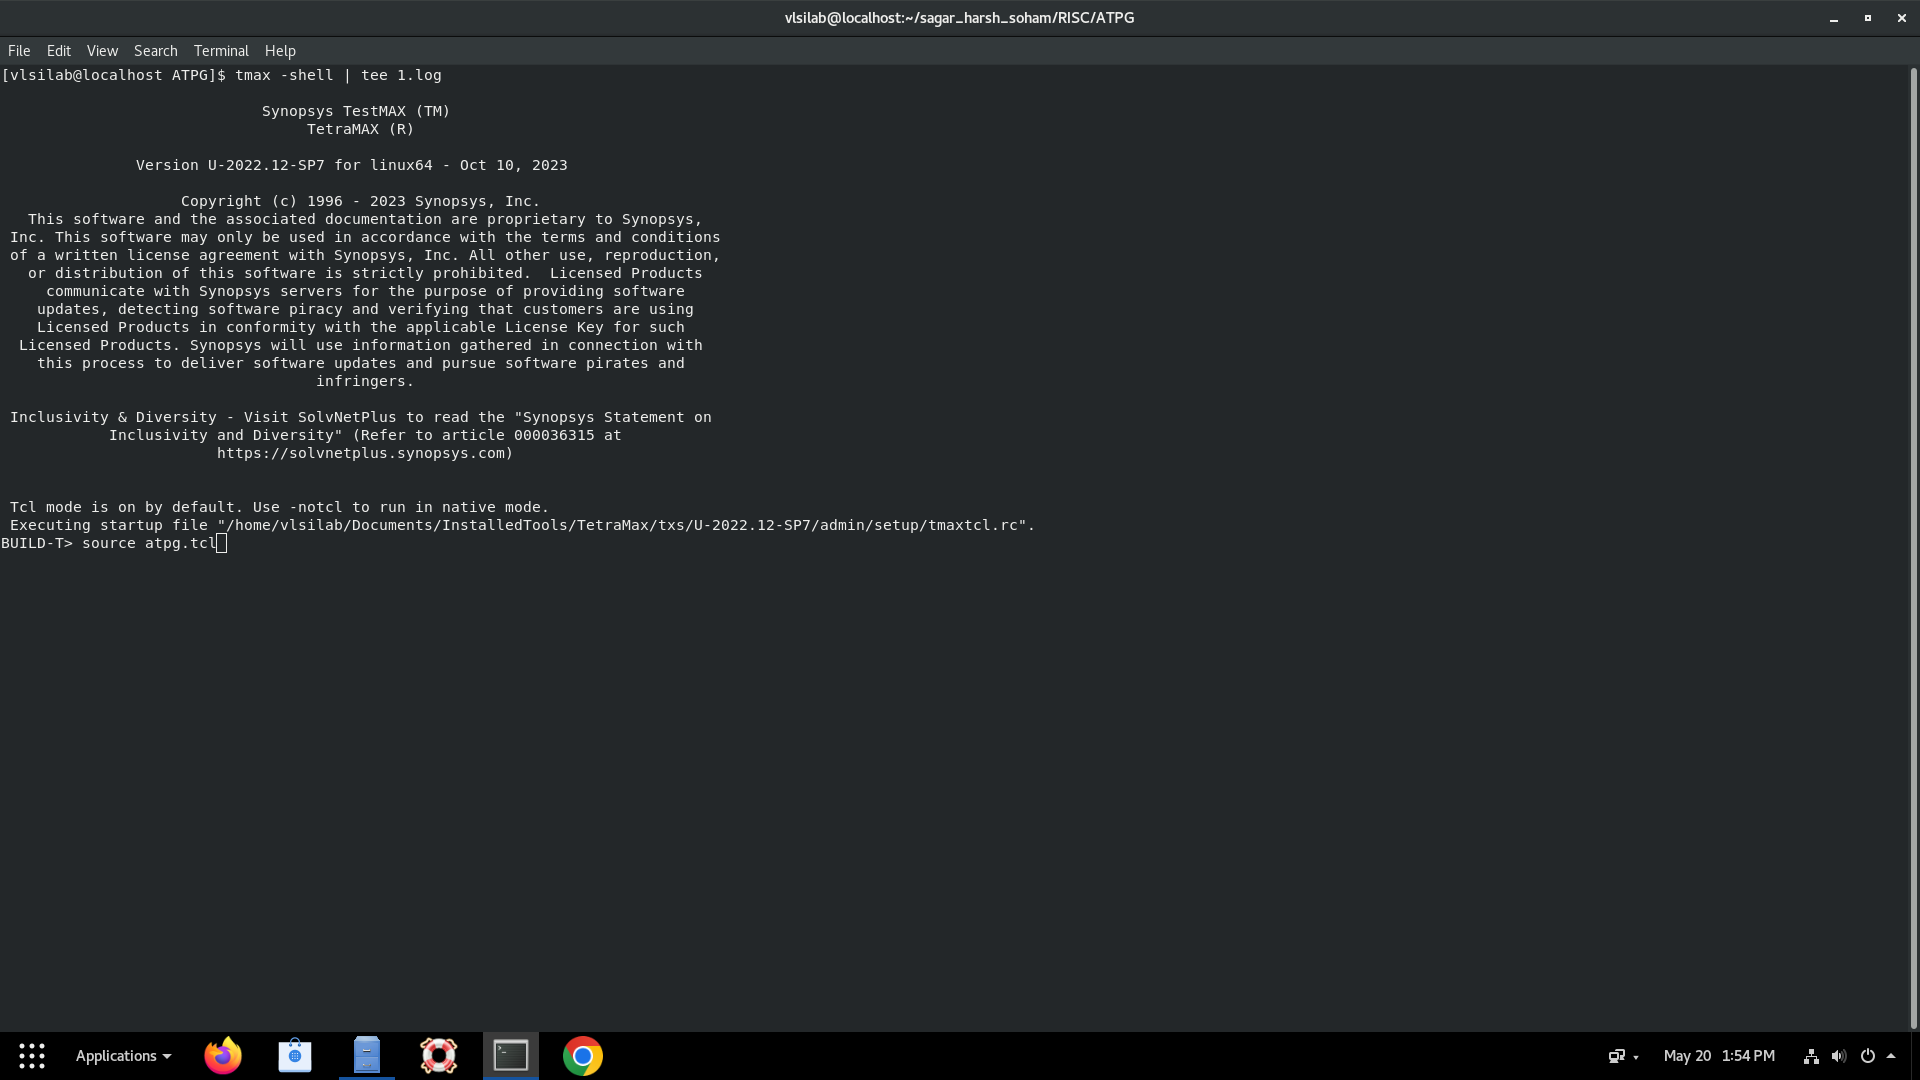 vlsilab@localhost:~/sagar_harsh_soham/RISC/ATPG
File Edit View Search Terminal Help
[vlsilab@localhost ATPG]$ tmax -shell | tee 1.log
Synopsys TestMAX (TM)
TetraMAX (R)
Version U-2022.12-SP7 for linux64 - Oct 10, 2023
Copyright (c) 1996 - 2023 Synopsys, Inc.
This software and the associated documentation are proprietary to Synopsys,
Inc. This software may only be used in accordance with the terms and conditions
of a written license agreement with Synopsys, Inc. All other use, reproduction,
or distribution of this software is strictly prohibited.  Licensed Products
communicate with Synopsys servers for the purpose of providing software
updates, detecting software piracy and verifying that customers are using
Licensed Products in conformity with the applicable License Key for such
Licensed Products. Synopsys will use information gathered in connection with
this process to deliver software updates and pursue software pirates and
infringers.
Inclusivity & Diversity - Visit SolvNetPlus to read the "Synopsys Statement on
Inclusivity and Diversity" (Refer to article 000036315 at
https://solvnetplus.synopsys.com)
Tcl mode is on by default. Use -notcl to run in native mode.
Executing startup file "/home/vlsilab/Documents/InstalledTools/TetraMax/txs/U-2022.12-SP7/admin/setup/tmaxtcl.rc".
BUILD-T> source atpg.tcl
Applications
May 20 1:54 PM